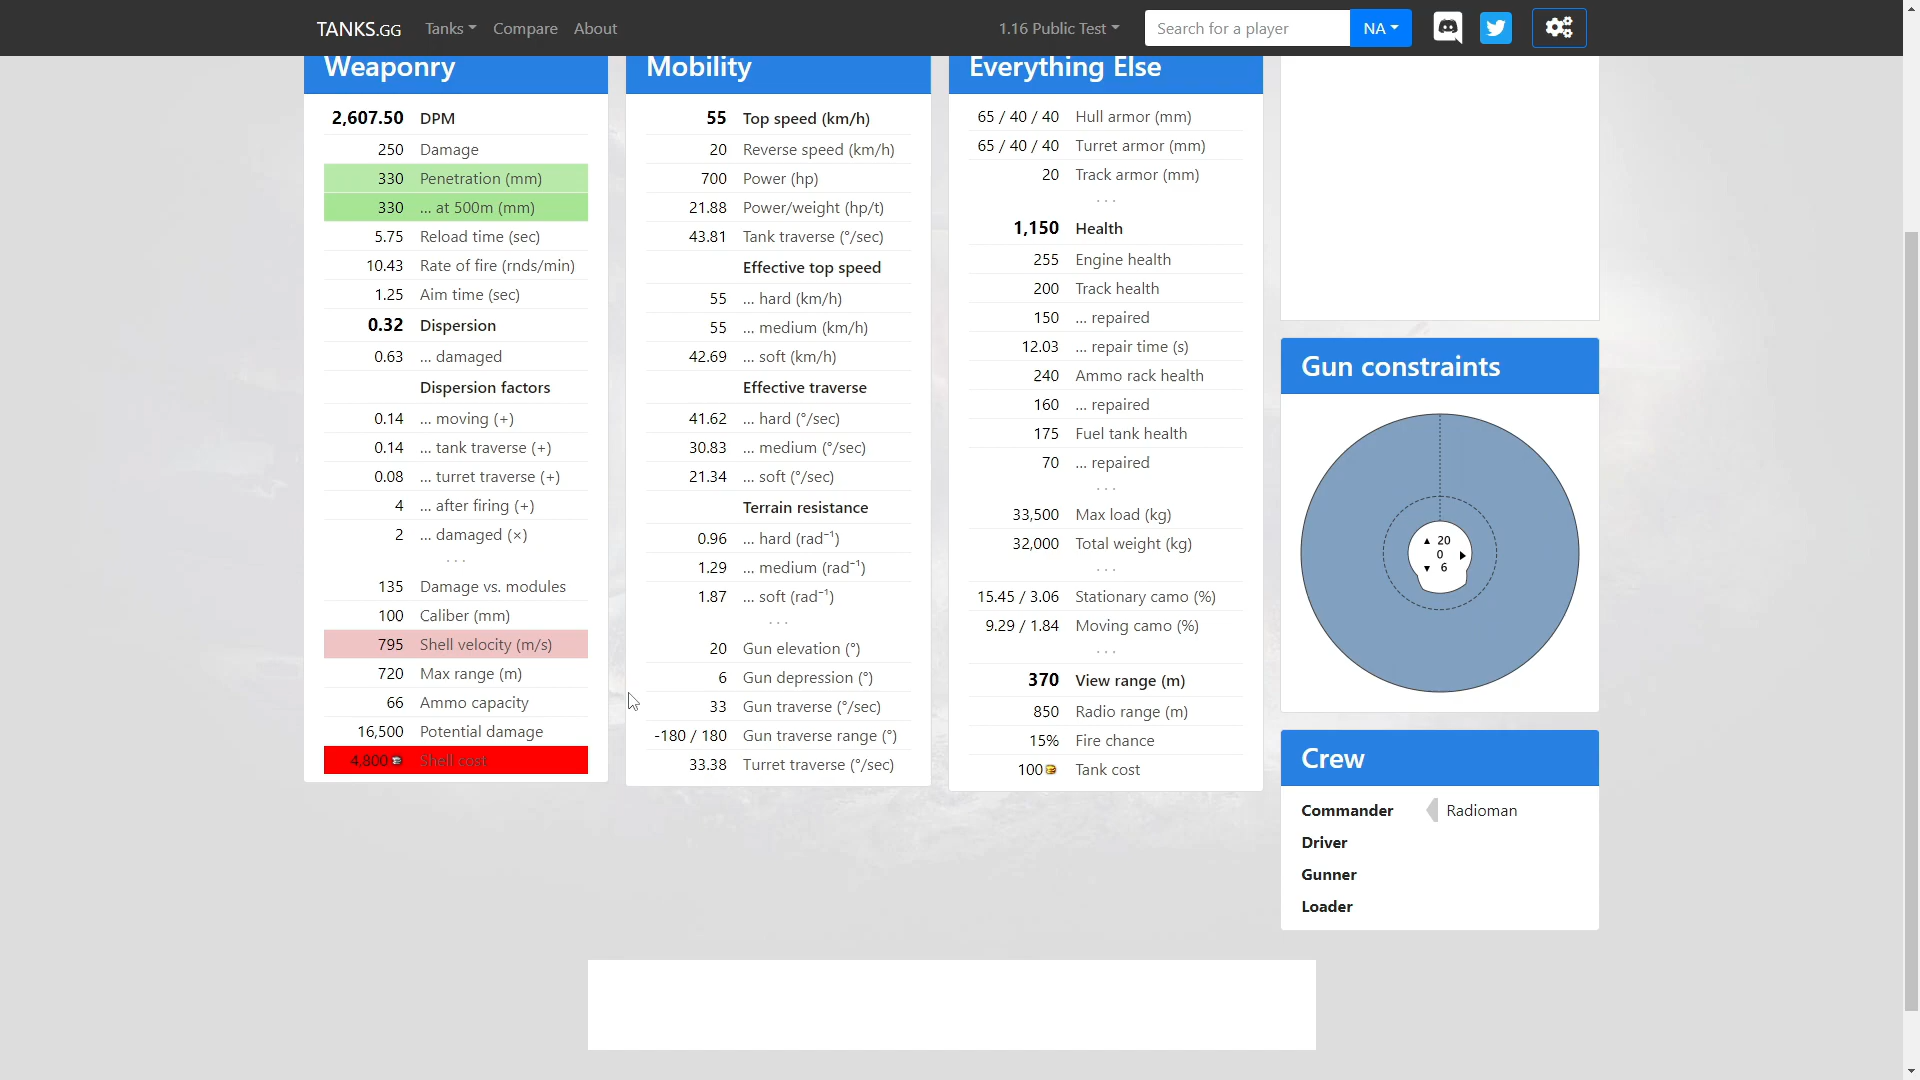 TANKS.GG Tanks Compare About 1.16 Public Test Search for a player NA
Weaponry
2,607.50 DPM
250 Damage
330 Penetration (mm)
330 ... at 500m (mm)
5.75 Reload time (sec)
10.43 Rate of fire (rnds/min)
1.25 Aim time (sec)
0.32 Dispersion
0.63 ... damaged
Dispersion factors
0.14 ... moving (+)
0.14 ... tank traverse (+)
0.08 ... turret traverse (+)
4 ... after firing (+)
2 ... damaged (×)
...
135 Damage vs. modules
100 Caliber (mm)
795 Shell velocity (m/s)
720 Max range (m)
66 Ammo capacity
16,500 Potential damage
4,800 Shell cost
Mobility
55 Top speed (km/h)
20 Reverse speed (km/h)
700 Power (hp)
21.88 Power/weight (hp/t)
43.81 Tank traverse (°/sec)
Effective top speed
55 ... hard (km/h)
55 ... medium (km/h)
42.69 ... soft (km/h)
Effective traverse
41.62 ... hard (°/sec)
30.83 ... medium (°/sec)
21.34 ... soft (°/sec)
Terrain resistance
0.96 ... hard (rad⁻¹)
1.29 ... medium (rad⁻¹)
1.87 ... soft (rad⁻¹)
...
20 Gun elevation (°)
6 Gun depression (°)
33 Gun traverse (°/sec)
-180 / 180 Gun traverse range (°)
33.38 Turret traverse (°/sec)
Everything Else
65 / 40 / 40 Hull armor (mm)
65 / 40 / 40 Turret armor (mm)
20 Track armor (mm)
...
1,150 Health
255 Engine health
200 Track health
150 ... repaired
12.03 ... repair time (s)
240 Ammo rack health
160 ... repaired
175 Fuel tank health
70 ... repaired
...
33,500 Max load (kg)
32,000 Total weight (kg)
...
15.45 / 3.06 Stationary camo (%)
9.29 / 1.84 Moving camo (%)
...
370 View range (m)
850 Radio range (m)
15% Fire chance
100 Tank cost
Gun constraints
▲ 20
0 ▶
▼ 6
Crew
Commander Radioman
Driver
Gunner
Loader